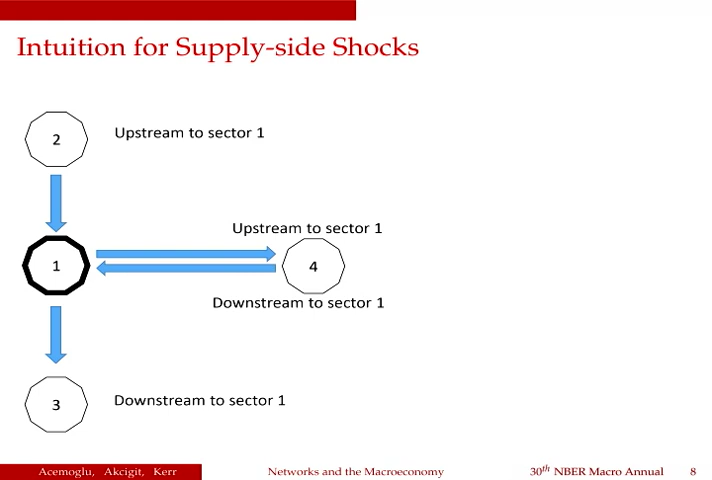 Intuition for Supply-side Shocks
2
Upstream to sector 1
Upstream to sector 1
1
4
Downstream to sector 1
3
Downstream to sector 1
Acemoglu, Akcigit, Kerr
Networks and the Macroeconomy
30th NBER Macro Annual
8